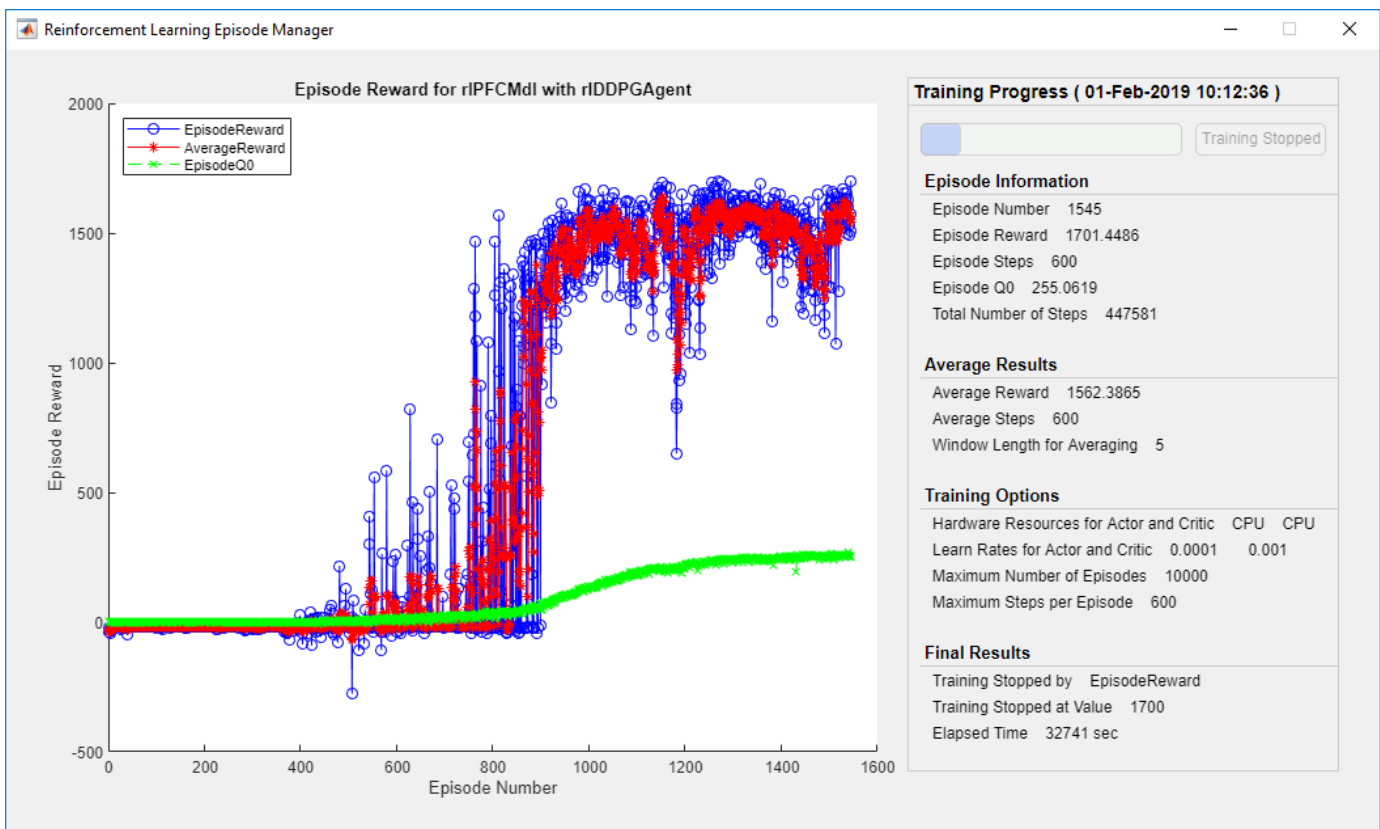 Reinforcement Learning Episode Manager
Episode Reward for rlPFCMdl with rlDDPGAgent
2000
1500
1000
500
0
-500
Episode Reward
EpisodeReward
AverageReward
EpisodeQ0
0 200 400 600 800 1000 1200 1400 1600
Episode Number
Training Progress ( 01-Feb-2019 10:12:36 )
Training Stopped
Episode Information
Episode Number 1545
Episode Reward 1701.4486
Episode Steps 600
Episode Q0 255.0619
Total Number of Steps 447581
Average Results
Average Reward 1562.3865
Average Steps 600
Window Length for Averaging 5
Training Options
Hardware Resources for Actor and Critic CPU CPU
Learn Rates for Actor and Critic 0.0001 0.001
Maximum Number of Episodes 10000
Maximum Steps per Episode 600
Final Results
Training Stopped by EpisodeReward
Training Stopped at Value 1700
Elapsed Time 32741 sec